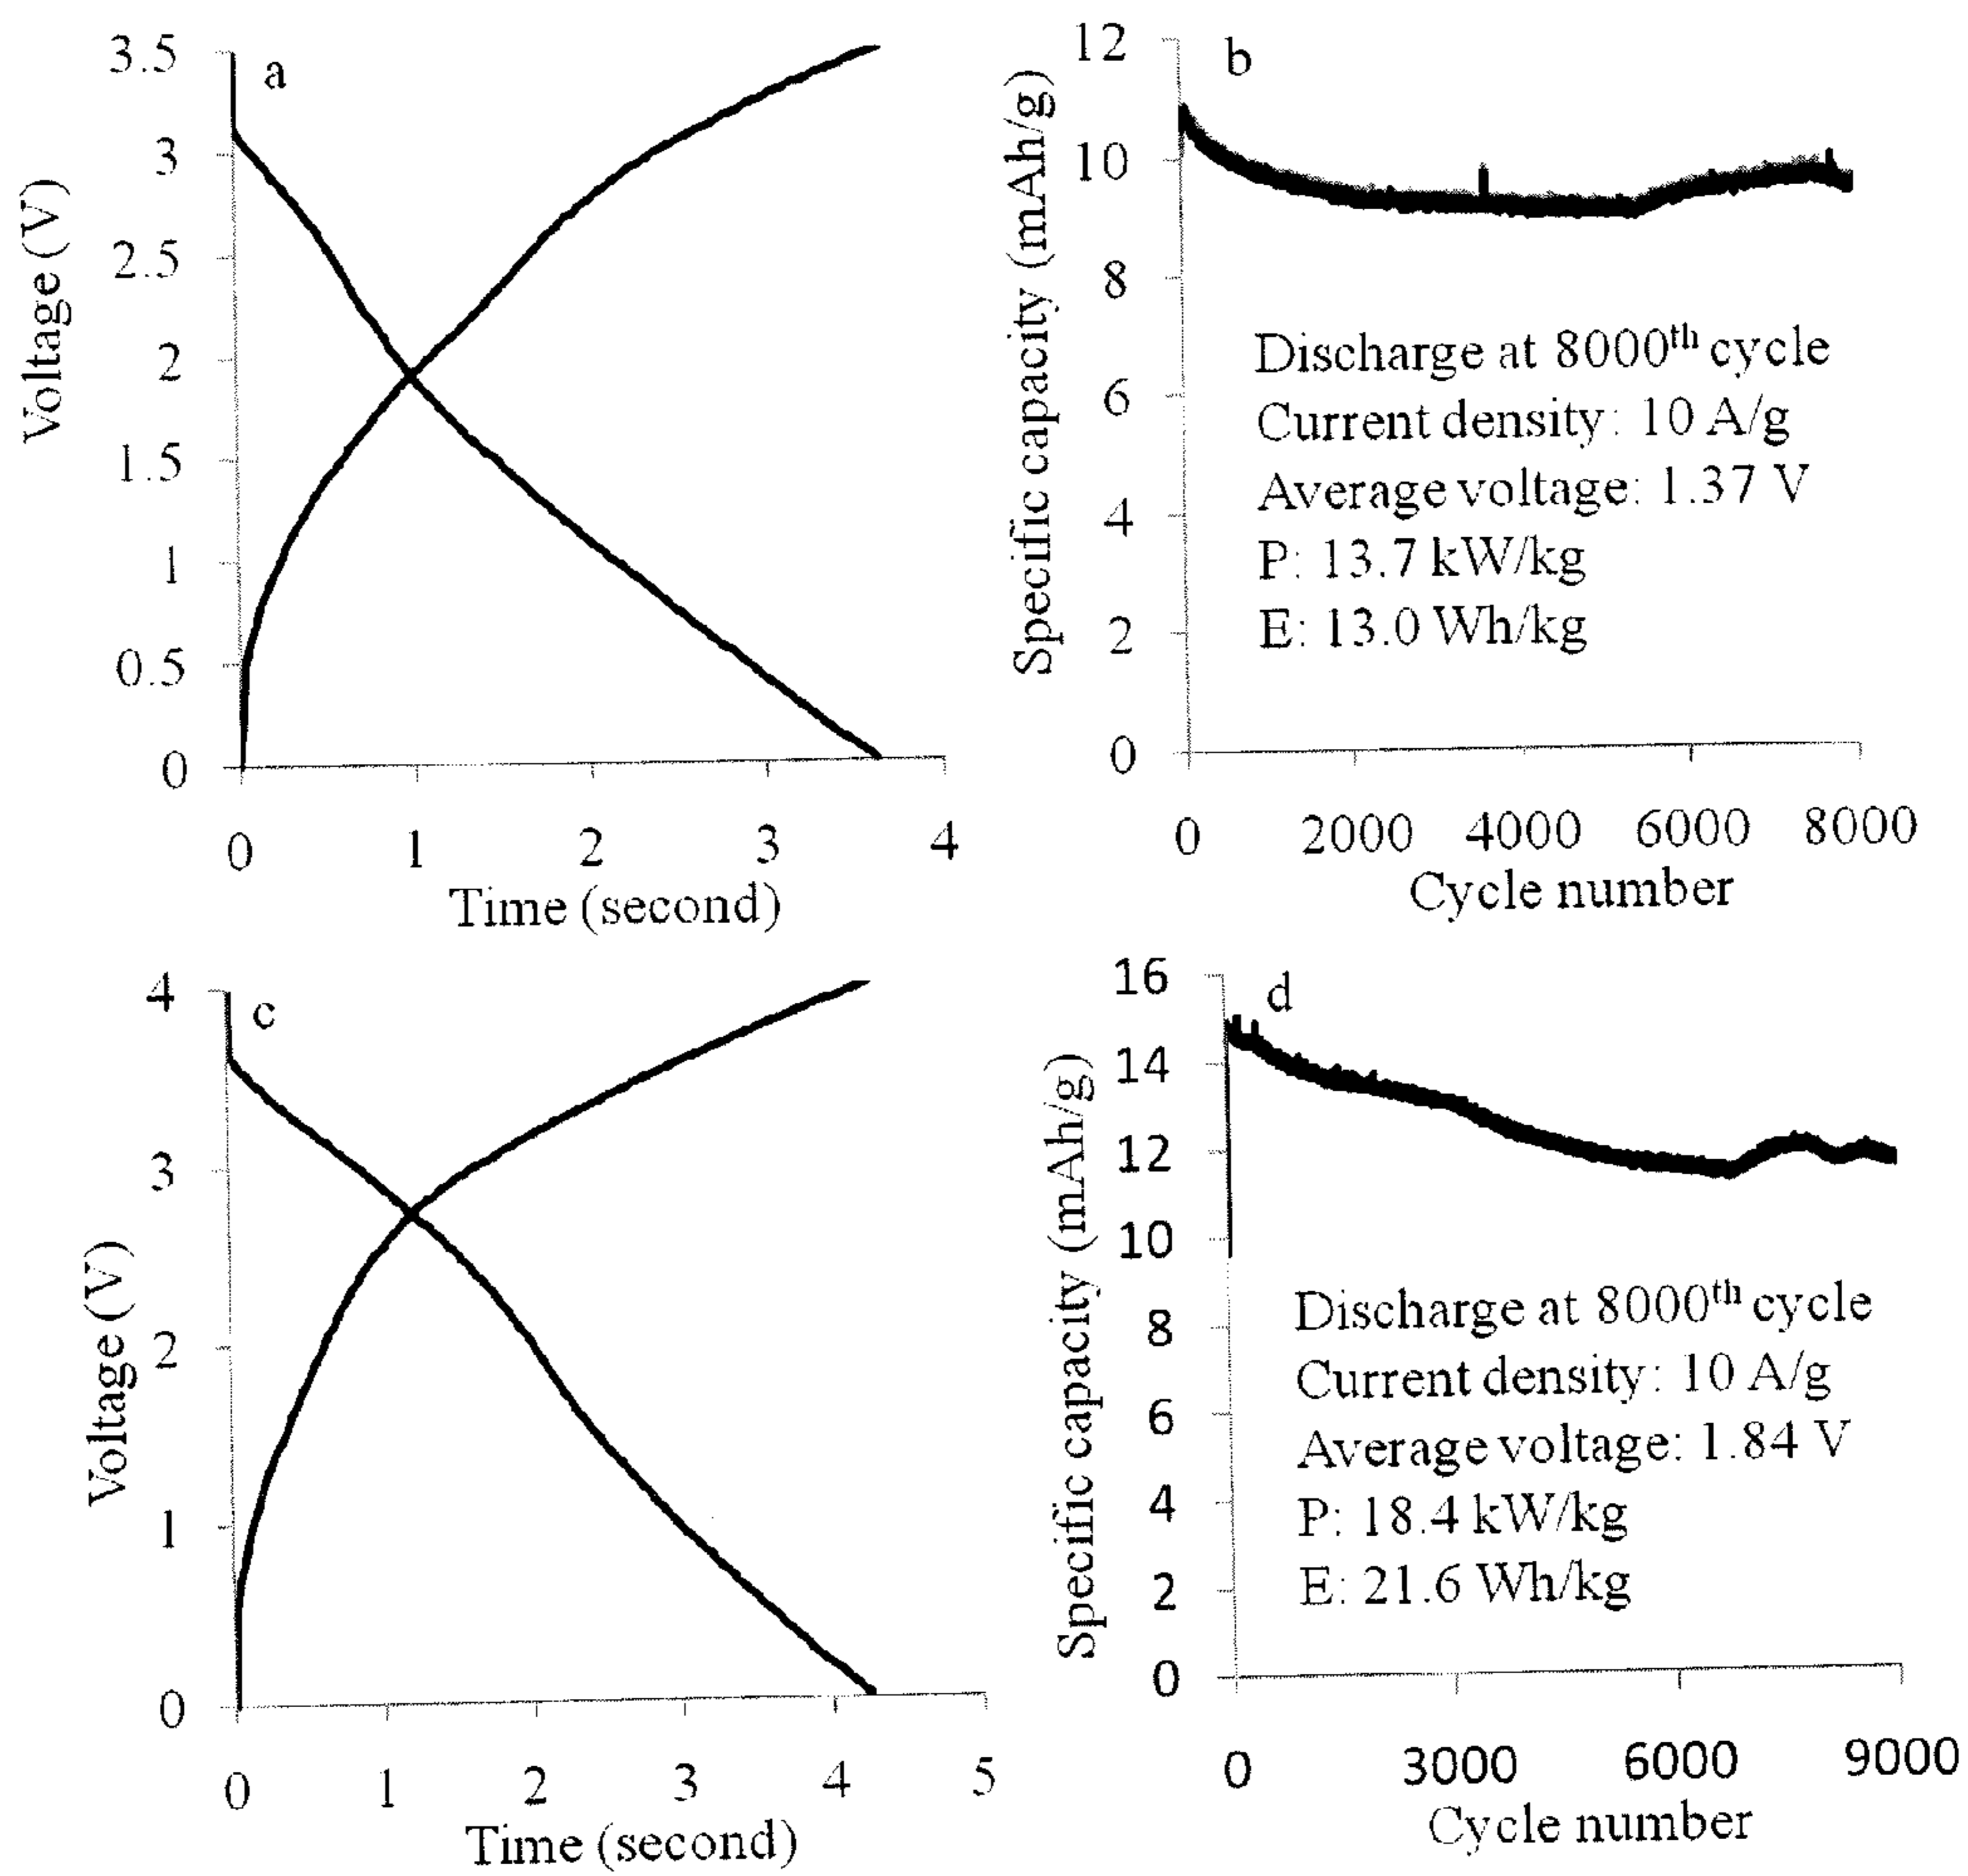 a
3.5
3
2.5
2
1.5
1
0.5
0
Voltage (V)
0 1 2 3 4
Time (second)
b
12
10
8
6
4
2
0
Specific capacity (mAh/g)
Discharge at 8000th cycle
Current density: 10 A/g
Average voltage: 1.37 V
P: 13.7 kW/kg
E: 13.0 Wh/kg
0 2000 4000 6000 8000
Cycle number
c
4
3
2
1
0
Voltage (V)
0 1 2 3 4 5
Time (second)
d
16
14
12
10
8
6
4
2
0
Specific capacity (mAh/g)
Discharge at 8000th cycle
Current density: 10 A/g
Average voltage: 1.84 V
P: 18.4 kW/kg
E: 21.6 Wh/kg
0 3000 6000 9000
Cycle number